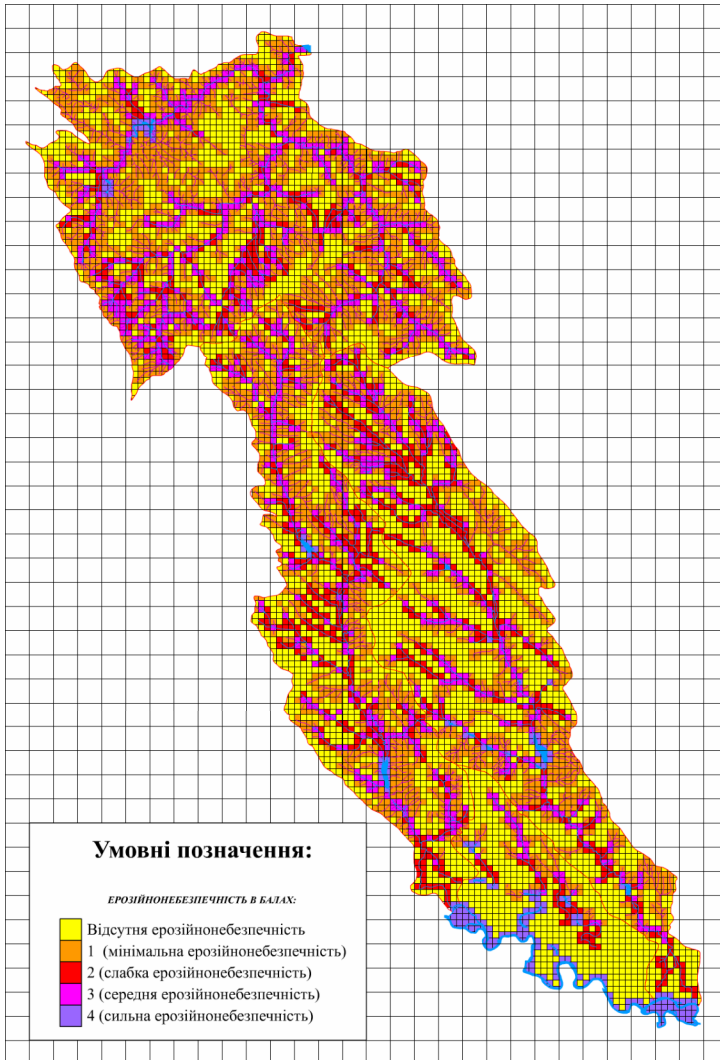 Умовні позначення:
ЕРОЗІЙНОНЕБЕЗПЕЧНІСТЬ В БАЛАХ:
Відсутня ерозійнонебезпечність
1 (мінімальна ерозійнонебезпечність)
2 (слабка ерозійнонебезпечність)
3 (середня ерозійнонебезпечність)
4 (сильна ерозійнонебезпечність)